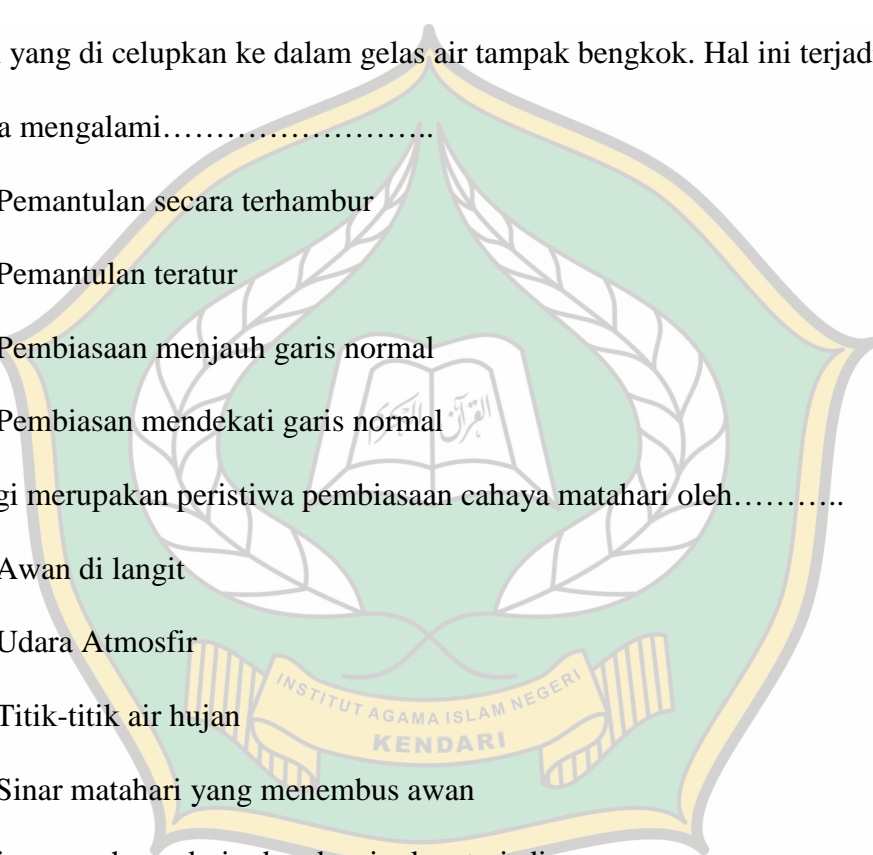 yang di celupkan ke dalam gelas air tampak bengkok. Hal ini terjad
a mengalami……………………..
Pemantulan secara terhambur
Pemantulan teratur
Pembiasaan menjauh garis normal
Pembiasan mendekati garis normal
gi merupakan peristiwa pembiasaan cahaya matahari oleh………..
Awan di langit
Udara Atmosfir
Titik-titik air hujan
Sinar matahari yang menembus awan
القرآن الكريم
INSTITUT AGAMA ISLAM NEGERI
KENDARI